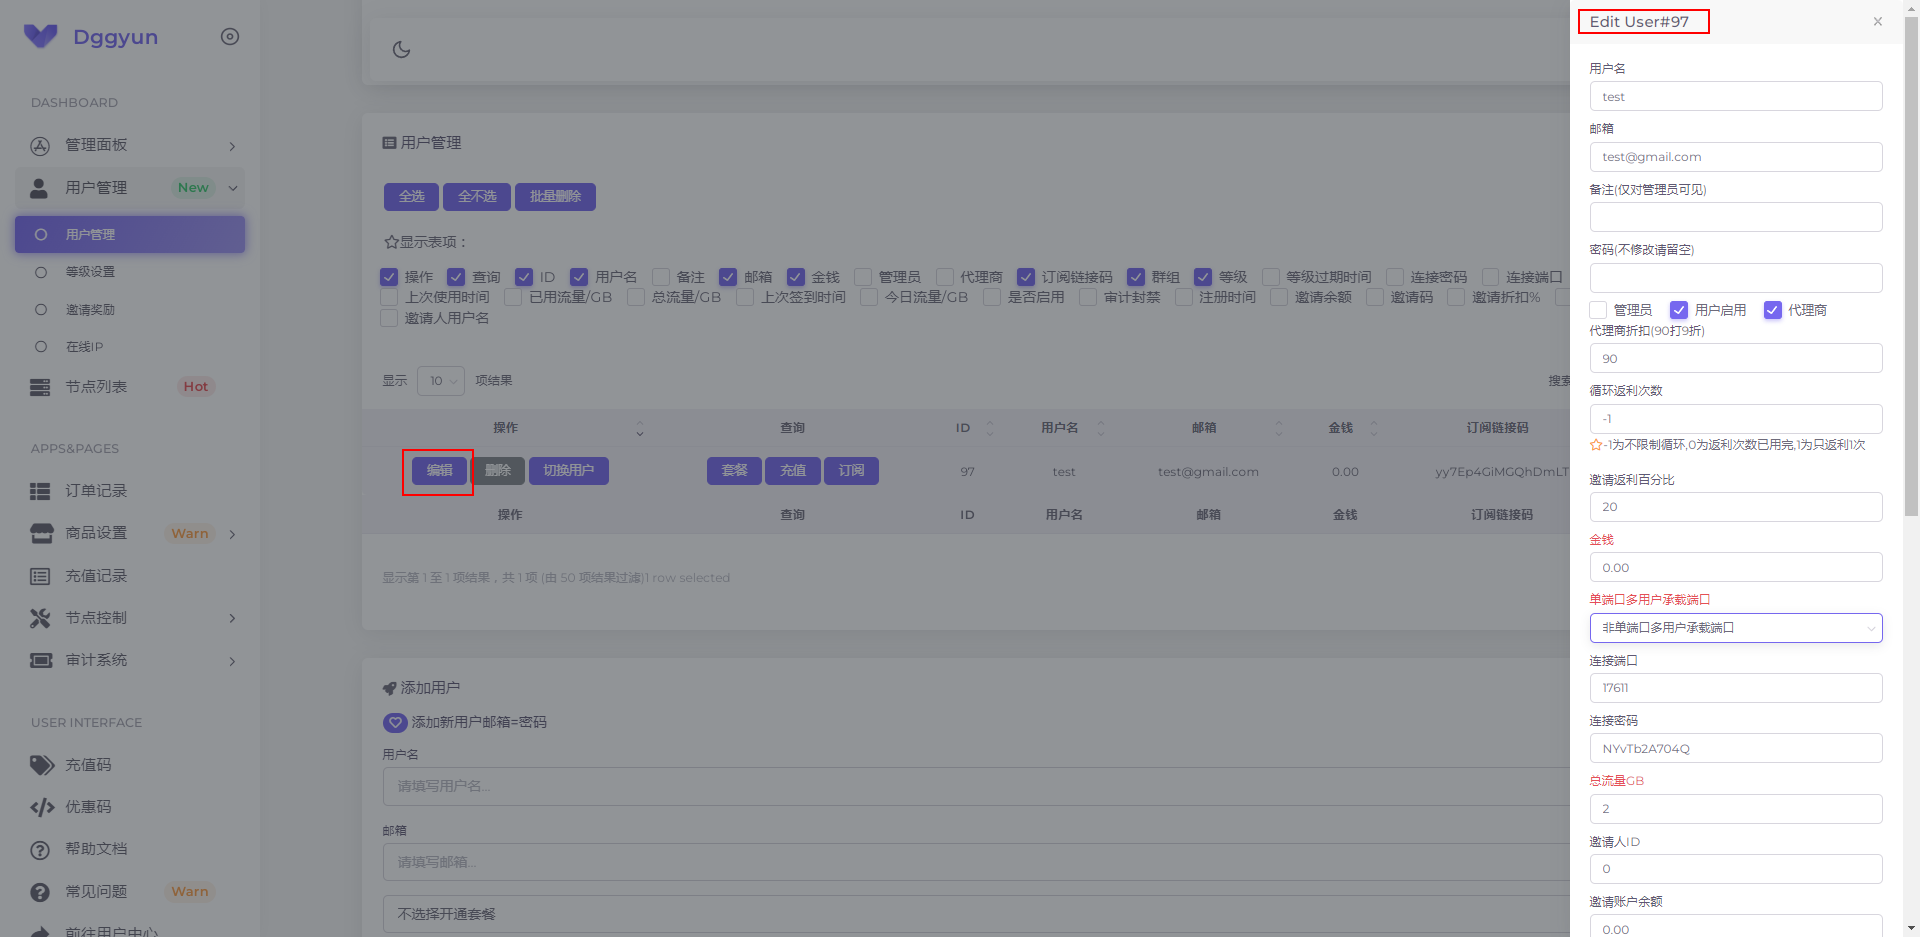 Dggyun
DASHBOARD
管理面板
用户管理 New
用户管理
等级设置
邀请奖励
在线IP
节点列表 Hot
APPS&PAGES
订单记录
商品设置 Warn
充值记录
节点控制
审计系统
USER INTERFACE
充值码
优惠码
帮助文档
常见问题 Warn
前往用户中心
用户管理
全选 全不选 批量删除
显示表项：
操作 查询 ID 用户名 备注 邮箱 金钱 管理员 代理商 订阅链接码 群组 等级 等级过期时间 连接密码 连接端口
上次使用时间 已用流量/GB 总流量/GB 上次签到时间 今日流量/GB 是否启用 审计封禁 注册时间 邀请余额 邀请码 邀请折扣%
邀请人用户名
显示 10 项结果 搜索
操作 查询 ID 用户名 邮箱 金钱 订阅链接码
编辑 删除 切换用户 套餐 充值 订阅 97 test test@gmail.com 0.00 yy7Ep4GiMGQhDmLT
操作 查询 ID 用户名 邮箱 金钱 订阅链接码
显示第 1 至 1 项结果，共 1 项 (由 50 项结果过滤)1 row selected
添加用户
添加新用户邮箱=密码
用户名
请填写用户名...
邮箱
请填写邮箱...
不选择开通套餐
Edit User#97 ×
用户名
test
邮箱
test@gmail.com
备注(仅对管理员可见)
密码(不修改请留空)
管理员 用户启用 代理商
代理商折扣(90打9折)
90
循环返利次数
-1
-1为不限制循环,0为返利次数已用完,1为只返利1次
邀请返利百分比
20
金钱
0.00
单端口多用户承载端口
非单端口多用户承载端口
连接端口
17611
连接密码
NYvTb2A704Q
总流量GB
2
邀请人ID
0
邀请账户余额
0.00